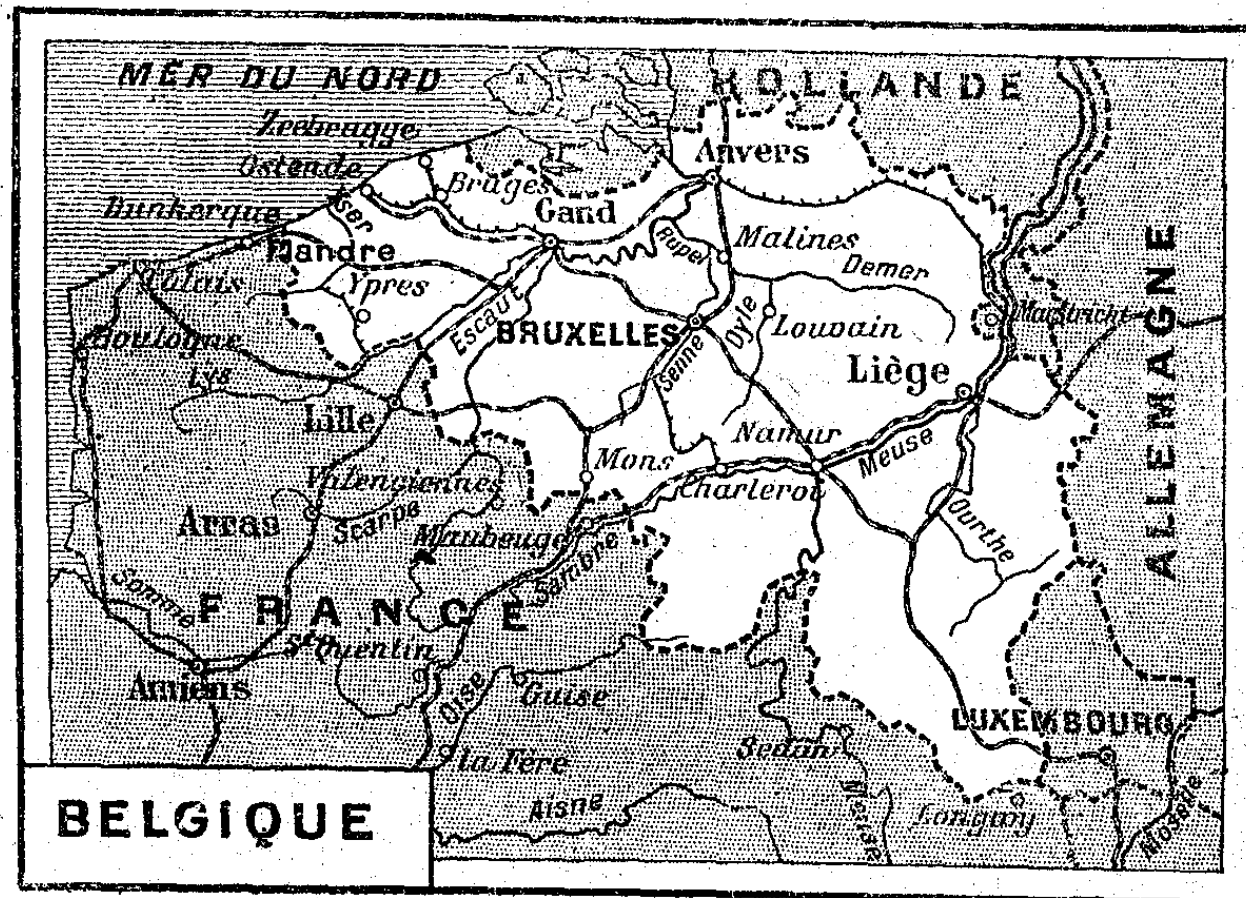 MER DU NORD
HOLLANDE
Zeebrugge
Ostende
Anvers
Bruges
Gand
Yser
Dunkerque
Flandre
Rupel
Malines
Demer
Calais
Ypres
Escaut
BRUXELLES
Dyle
Louvain
Maestricht
ALLEMAGNE
Boulogne
Lys
Senne
Liège
Lille
Namur
Mons
Meuse
Valenciennes
Charleroi
Arras
Scarpe
Maubeuge
Sambre
Ourthe
Somme
FRANCE
St Quentin
Amiens
Oise
Guise
LUXEMBOURG
Sedan
la Fère
Aisne
Meuse
Longwy
Moselle
BELGIQUE